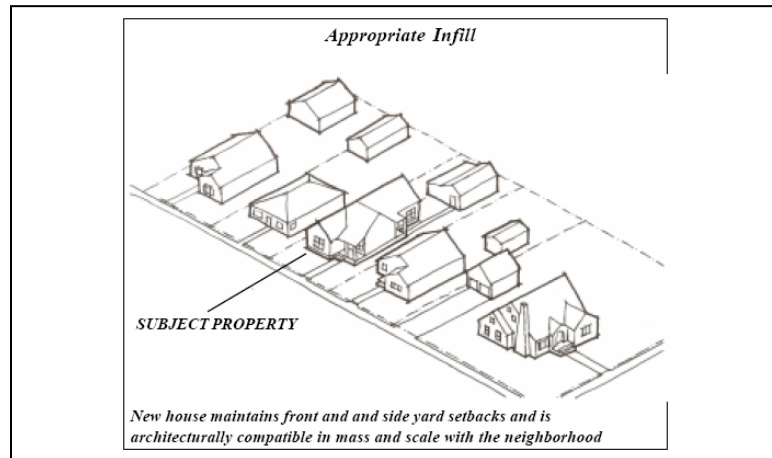 Appropriate Infill
SUBJECT PROPERTY
New house maintains front and and side yard setbacks and is
architecturally compatible in mass and scale with the neighborhood